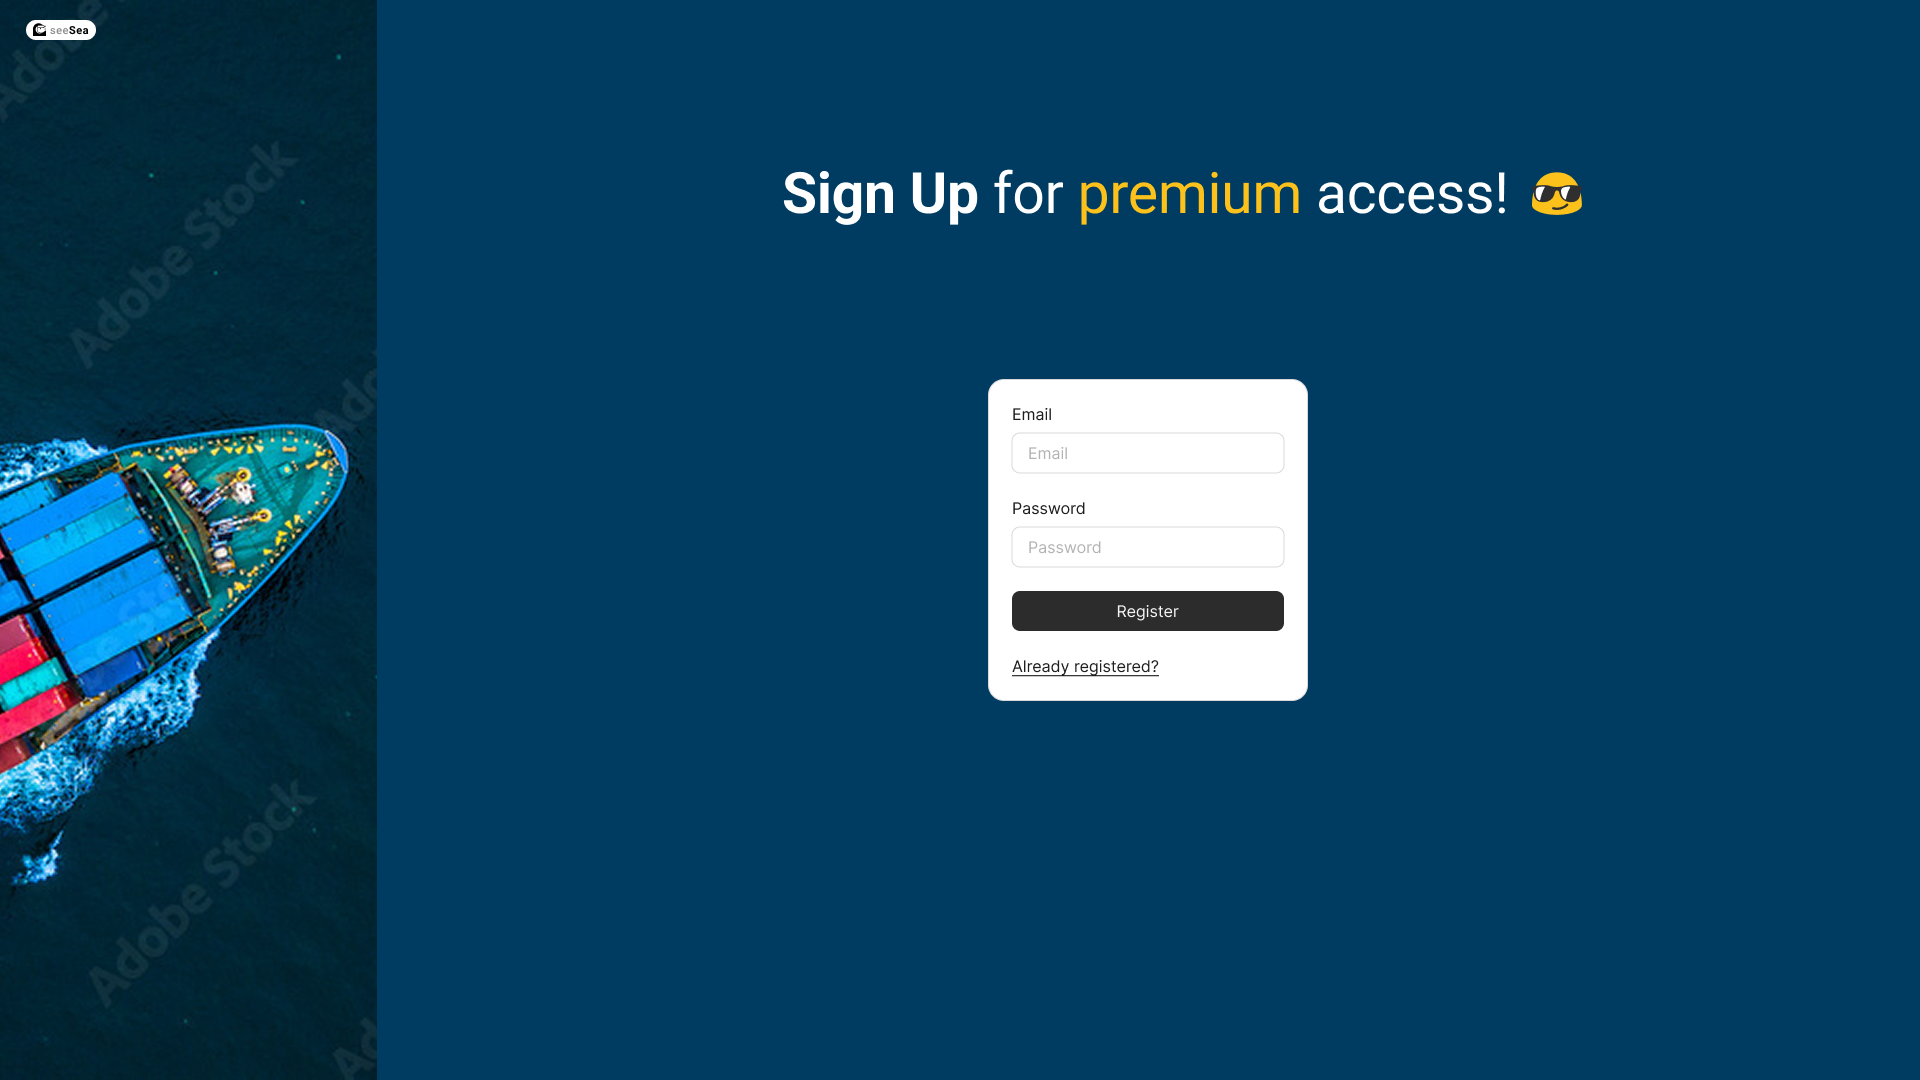 seeSea
Adobe Stock
Sign Up for premium access! 😎
Email
Email
Password
Password
Register
Already registered?
Adobe Stock